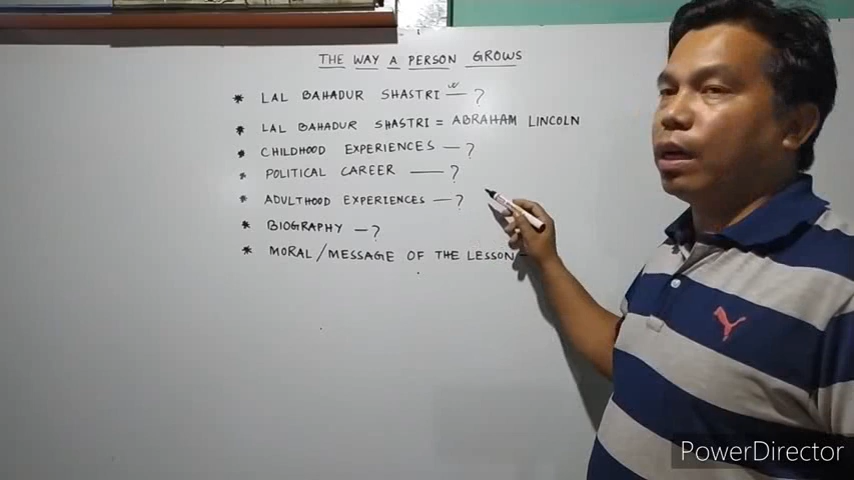 THE WAY A PERSON GROWS
* LAL BAHADUR SHASTRI — ?
* LAL BAHADUR SHASTRI = ABRAHAM LINCOLN
* CHILDHOOD EXPERIENCES — ?
* POLITICAL CAREER — ?
* ADULTHOOD EXPERIENCES — ?
* BIOGRAPHY — ?
* MORAL/MESSAGE OF THE LESSON -
PowerDirector